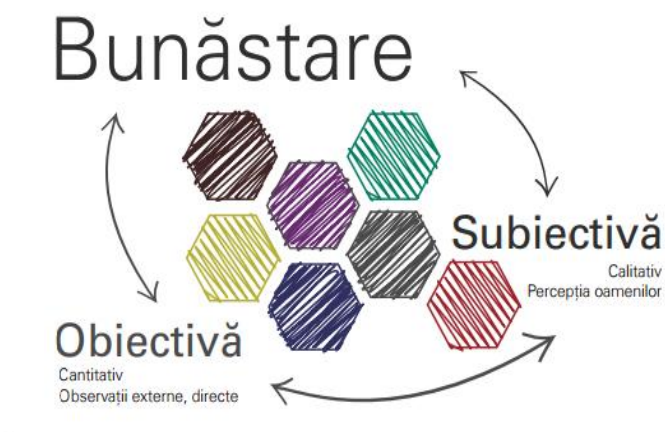 Bunăstare
Subiectivă
Calitativ
Percepția oamenilor
Obiectivă
Cantitativ
Observații externe, directe